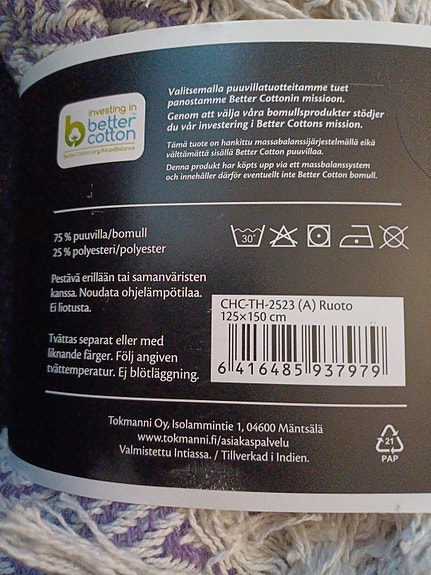 investing in
better
cotton
BetterCotton.org/MassBalance
Valitsemalla puuvillatuotteitamme tuet
panostamme Better Cottonin missioon.
Genom att välja våra bomullsprodukter stödjer
du vår investering i Better Cottons mission.
Tämä tuote on hankittu massabalanssijärjestelmällä eikä
välttämättä sisällä Better Cotton puuvillaa.
Denna produkt har köpts upp via ett massbalanssystem
och innehåller därför eventuellt inte Better Cotton bomull.
75 % puuvilla/bomull
25 % polyesteri/polyester
30°
Pestävä erillään tai samanväristen
kanssa. Noudata ohjelämpötilaa.
Ei liotusta.
Tvättas separat eller med
liknande färger. Följ angiven
tvättemperatur. Ej blötläggning.
CHC-TH-2523 (A) Ruoto
125×150 cm
6 416485 937979
Tokmanni Oy, Isolammintie 1, 04600 Mäntsälä
www.tokmanni.fi/asiakaspalvelu
Valmistettu Intiassa. / Tillverkad i Indien.
21
PAP